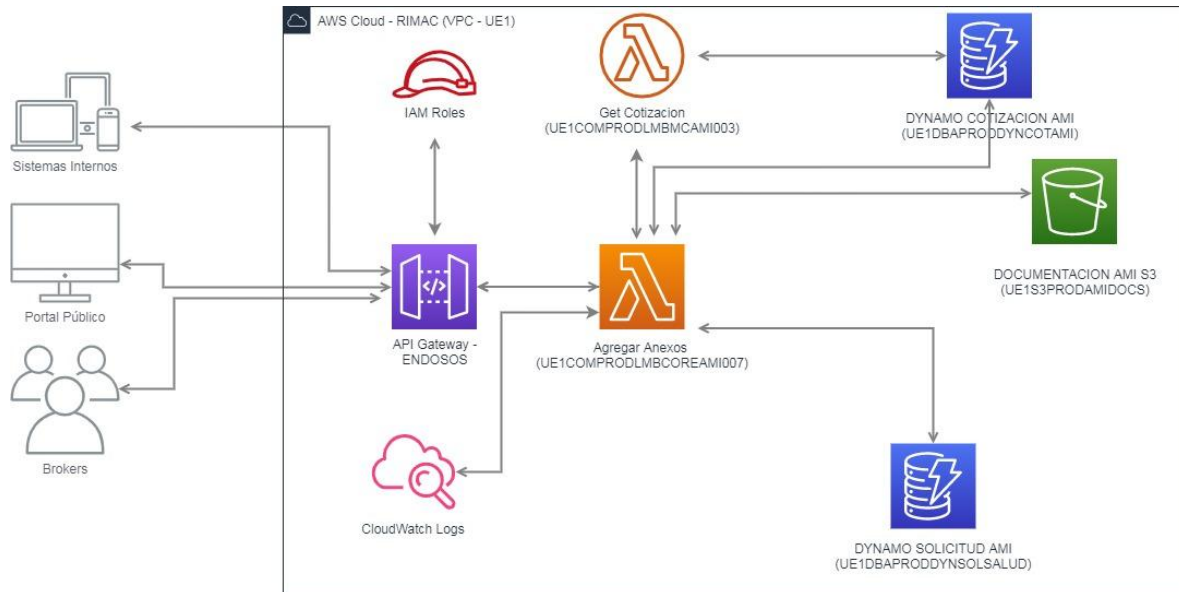 AWS Cloud - RIMAC (VPC - UE1)
IAM Roles
Get Cotizacion
(UE1COMPRODLMBMCAMI003)
DYNAMO COTIZACION AMI
(UE1DBAPRODDYNCOTAMI)
Sistemas Internos
DOCUMENTACION AMI S3
(UE1S3PRODAMIDOCS)
Portal Público
API Gateway -
ENDOSOS
Agregar Anexos
(UE1COMPRODLMBCOREAMI007)
Brokers
CloudWatch Logs
DYNAMO SOLICITUD AMI
(UE1DBAPRODDYNSOLSALUD)